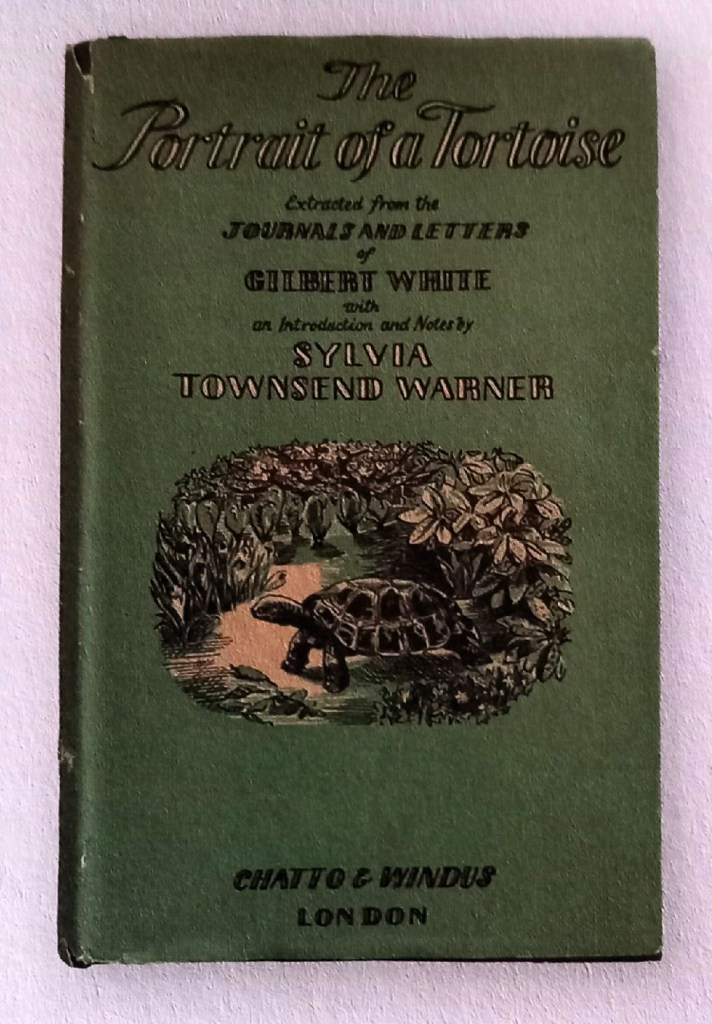 The
Portrait of a Tortoise
Extracted from the
JOURNALS AND LETTERS
of
GILBERT WHITE
with
an Introduction and Notes by
SYLVIA
TOWNSEND WARNER
CHATTO & WINDUS
LONDON